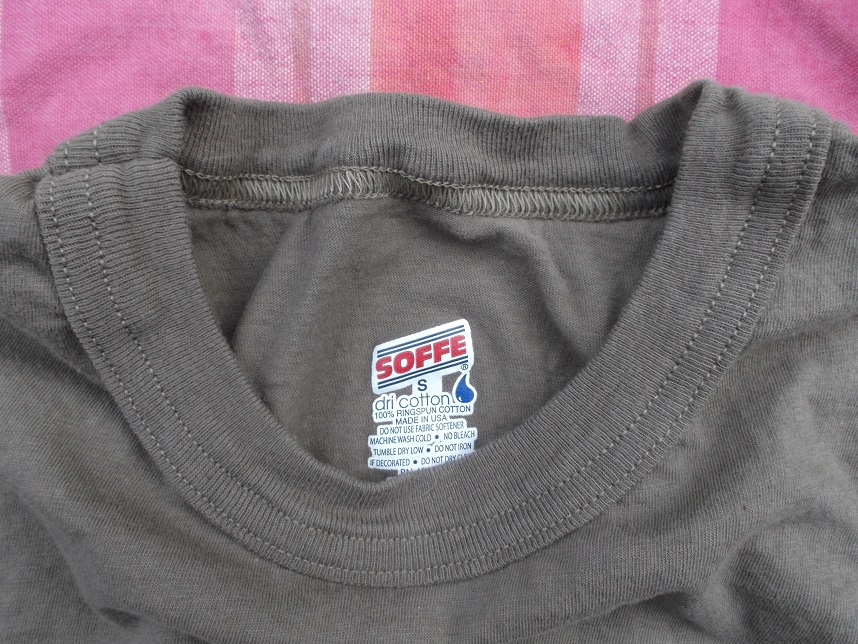 SOFFE
®
S
dri cotton
100% RINGSPUN COTTON
MADE IN USA
DO NOT USE FABRIC SOFTENER
MACHINE WASH COLD • NO BLEACH
TUMBLE DRY LOW • DO NOT IRON
IF DECORATED • DO NOT DRY